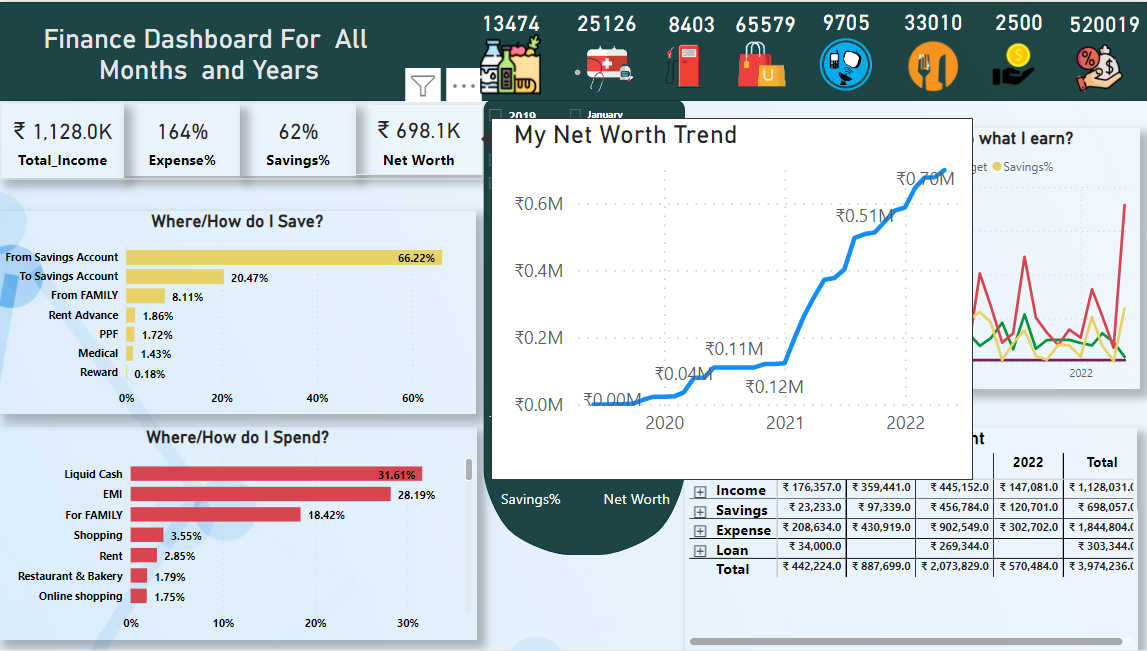 Finance Dashboard For All
Months and Years
13474
25126
8403
65579
9705
33010
2500
520019
₹ 1,128.0K
Total_Income
164%
Expense%
62%
Savings%
₹ 698.1K
Net Worth
2019
January
My Net Worth Trend
₹0.6M
₹0.4M
₹0.2M
₹0.0M
₹0.00M
₹0.04M
₹0.11M
₹0.12M
₹0.51M
₹0.70M
2020
2021
2022
what I earn?
get
Savings%
2022
Where/How do I Save?
From Savings Account
66.22%
To Savings Account
20.47%
From FAMILY
8.11%
Rent Advance
1.86%
PPF
1.72%
Medical
1.43%
Reward
0.18%
0%
20%
40%
60%
Where/How do I Spend?
Liquid Cash
31.61%
EMI
28.19%
For FAMILY
18.42%
Shopping
3.55%
Rent
2.85%
Restaurant & Bakery
1.79%
Online shopping
1.75%
0%
10%
20%
30%
Savings%
Net Worth
nt
2022 Total
Income ₹ 176,357.0 ₹ 359,441.0 ₹ 445,152.0 ₹ 147,081.0 ₹ 1,128,031.0
Savings ₹ 23,233.0 ₹ 97,339.0 ₹ 456,784.0 ₹ 120,701.0 ₹ 698,057.0
Expense ₹ 208,634.0 ₹ 430,919.0 ₹ 902,549.0 ₹ 302,702.0 ₹ 1,844,804.0
Loan ₹ 34,000.0 ₹ 269,344.0 ₹ 303,344.0
Total ₹ 442,224.0 ₹ 887,699.0 ₹ 2,073,829.0 ₹ 570,484.0 ₹ 3,974,236.0